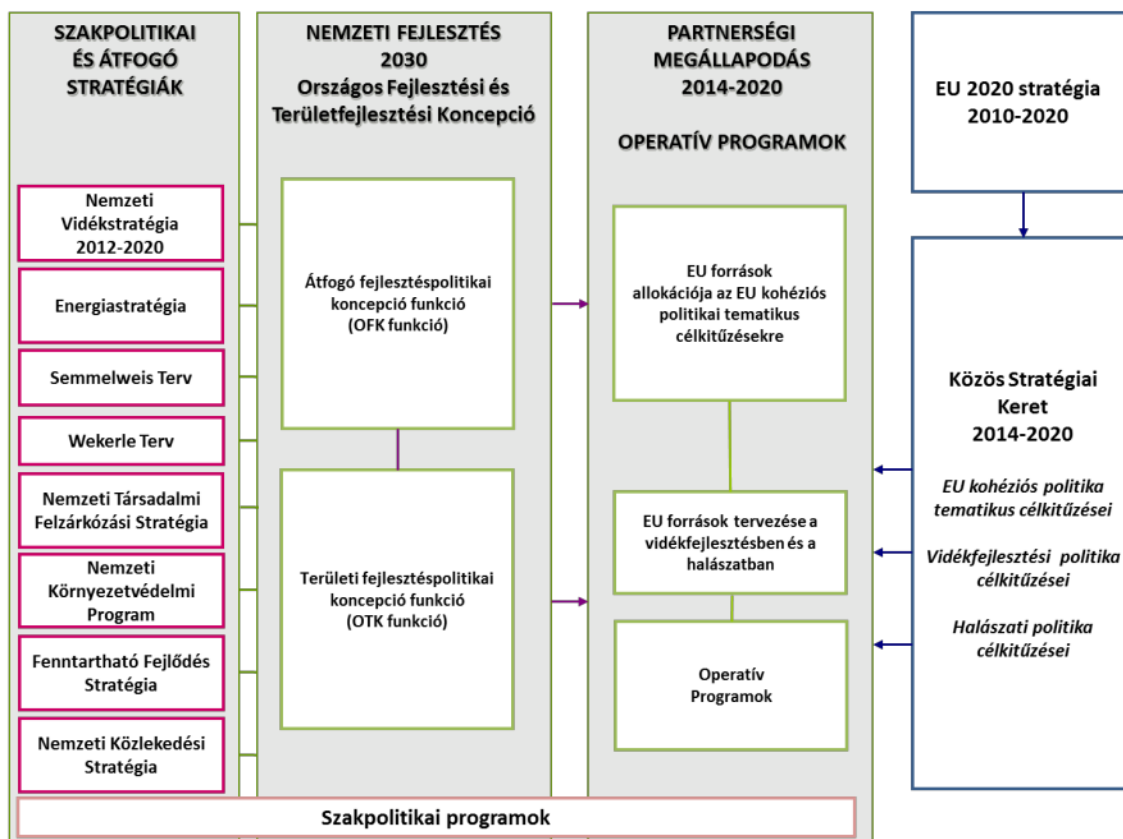 SZAKPOLITIKAI
ÉS ÁTFOGÓ
STRATÉGIÁK
Nemzeti
Vidékstratégia
2012-2020
Energiastratégia
Semmelweis Terv
Wekerle Terv
Nemzeti Társadalmi
Felzárkózási Stratégia
Nemzeti
Környezetvédelmi
Program
Fenntartható Fejlődés
Stratégia
Nemzeti Közlekedési
Stratégia
NEMZETI FEJLESZTÉS
2030
Országos Fejlesztési és
Területfejlesztési Koncepció
Átfogó fejlesztéspolitikai
koncepció funkció
(OFK funkció)
Területi fejlesztéspolitikai
koncepció funkció
(OTK funkció)
PARTNERSÉGI
MEGÁLLAPODÁS
2014-2020
OPERATÍV PROGRAMOK
EU források
allokációja az EU kohéziós
politikai tematikus
célkitűzésekre
EU források tervezése a
vidékfejlesztésben és a
halászatban
Operatív
Programok
EU 2020 stratégia
2010-2020
Közös Stratégiai
Keret
2014-2020
EU kohéziós politika
tematikus célkitűzései
Vidékfejlesztési politika
célkitűzései
Halászati politika
célkitűzései
Szakpolitikai programok